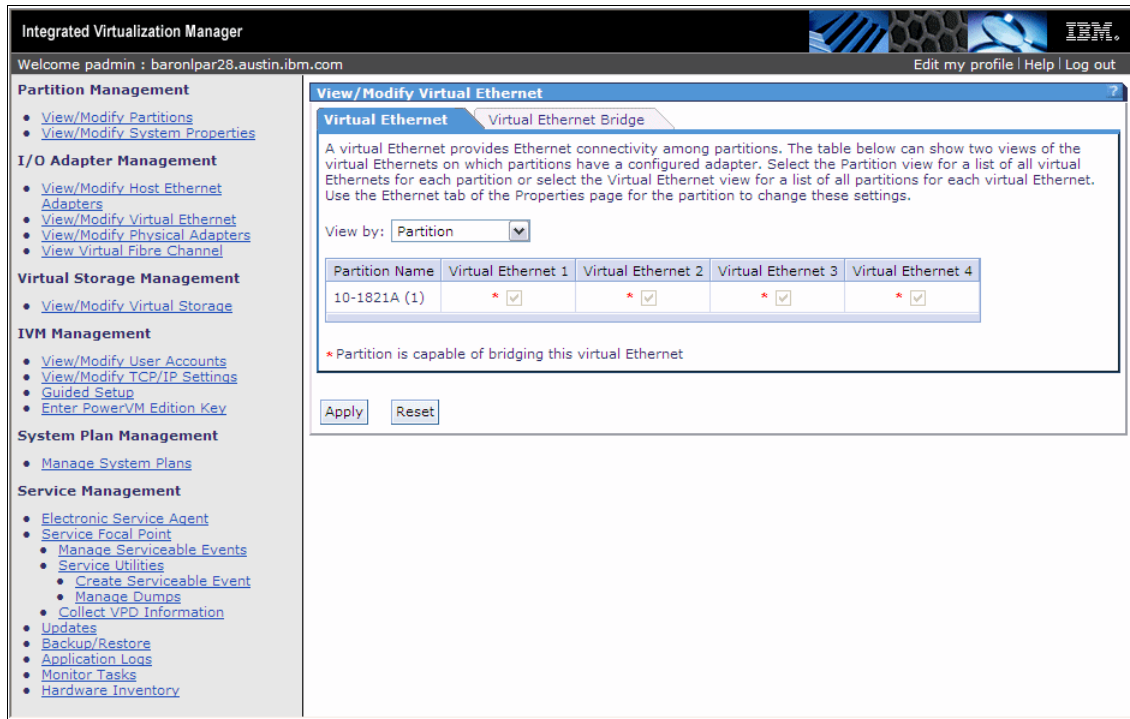 Integrated Virtualization Manager
IBM.
Welcome padmin : baronlpar28.austin.ibm.com
Edit my profile | Help | Log out
Partition Management
View/Modify Partitions
View/Modify System Properties
I/O Adapter Management
View/Modify Host Ethernet
Adapters
View/Modify Virtual Ethernet
View/Modify Physical Adapters
View Virtual Fibre Channel
Virtual Storage Management
View/Modify Virtual Storage
IVM Management
View/Modify User Accounts
View/Modify TCP/IP Settings
Guided Setup
Enter PowerVM Edition Key
System Plan Management
Manage System Plans
Service Management
Electronic Service Agent
Service Focal Point
Manage Serviceable Events
Service Utilities
Create Serviceable Event
Manage Dumps
Collect VPD Information
Updates
Backup/Restore
Application Logs
Monitor Tasks
Hardware Inventory
View/Modify Virtual Ethernet
?
Virtual Ethernet
Virtual Ethernet Bridge
A virtual Ethernet provides Ethernet connectivity among partitions. The table below can show two views of the
virtual Ethernets on which partitions have a configured adapter. Select the Partition view for a list of all virtual
Ethernets for each partition or select the Virtual Ethernet view for a list of all partitions for each virtual Ethernet.
Use the Ethernet tab of the Properties page for the partition to change these settings.
View by: Partition
Partition Name Virtual Ethernet 1 Virtual Ethernet 2 Virtual Ethernet 3 Virtual Ethernet 4
10-1821A (1) * * * *
* Partition is capable of bridging this virtual Ethernet
Apply Reset